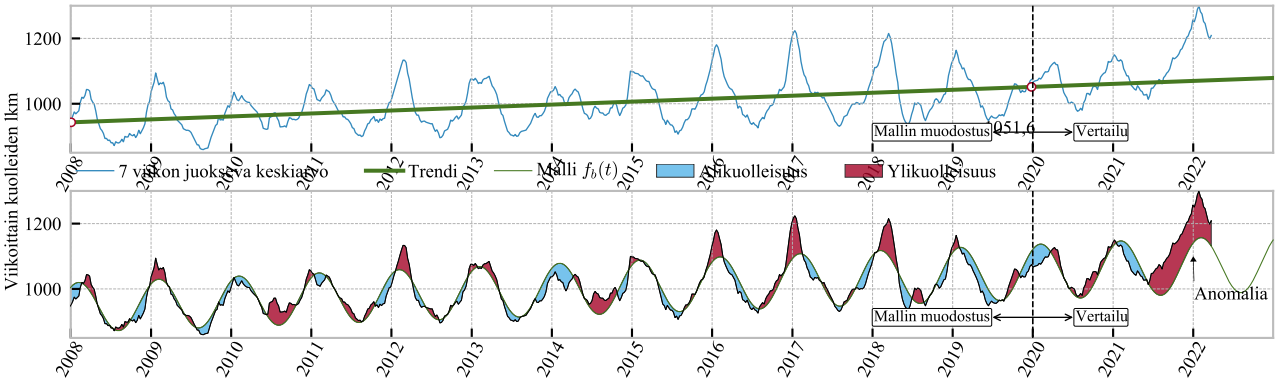 Viikoittain kuolleiden lkm
1200
1000
1051,6
Mallin muodostus
Vertailu
2008 2009 2010 2011 2012 2013 2014 2015 2016 2017 2018 2019 2020 2021 2022
7 viikon juokseva keskiarvo Trendi Malli f_b(t) Alikuolleisuus Ylikuolleisuus
1200
1000
Anomalia
Mallin muodostus
Vertailu
2008 2009 2010 2011 2012 2013 2014 2015 2016 2017 2018 2019 2020 2021 2022